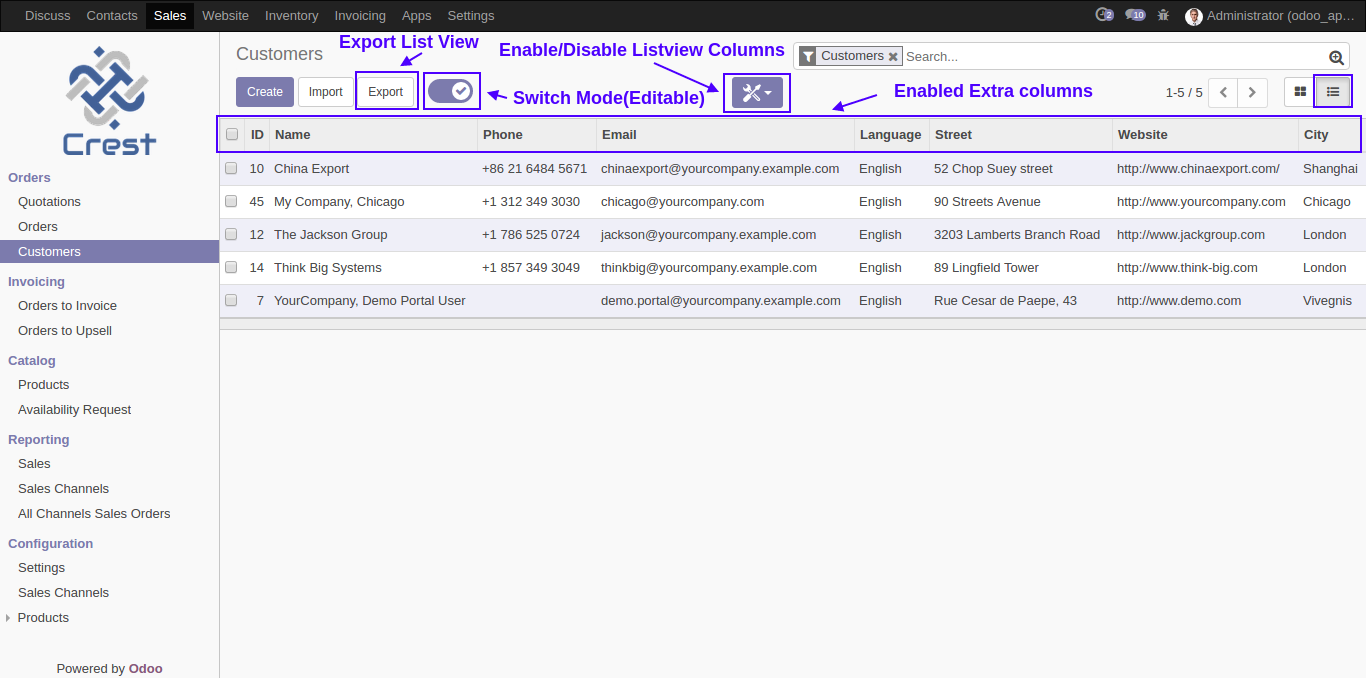 Discuss Contacts Sales Website Inventory Invoicing Apps Settings 2 10 Administrator (odoo_ap...
Crest
Orders
Quotations
Orders
Customers
Invoicing
Orders to Invoice
Orders to Upsell
Catalog
Products
Availability Request
Reporting
Sales
Sales Channels
All Channels Sales Orders
Configuration
Settings
Sales Channels
Products
Powered by Odoo
Customers
Export List View
Enable/Disable Listview Columns
Customers Search...
Create Import Export
Switch Mode(Editable)
Enabled Extra columns
1-5 / 5
ID Name Phone Email Language Street Website City
10 China Export +86 21 6484 5671 chinaexport@yourcompany.example.com English 52 Chop Suey street http://www.chinaexport.com/ Shanghai
45 My Company, Chicago +1 312 349 3030 chicago@yourcompany.com English 90 Streets Avenue http://www.yourcompany.com Chicago
12 The Jackson Group +1 786 525 0724 jackson@yourcompany.example.com English 3203 Lamberts Branch Road http://www.jackgroup.com London
14 Think Big Systems +1 857 349 3049 thinkbig@yourcompany.example.com English 89 Lingfield Tower http://www.think-big.com London
7 YourCompany, Demo Portal User demo.portal@yourcompany.example.com English Rue Cesar de Paepe, 43 http://www.demo.com Vivegnis